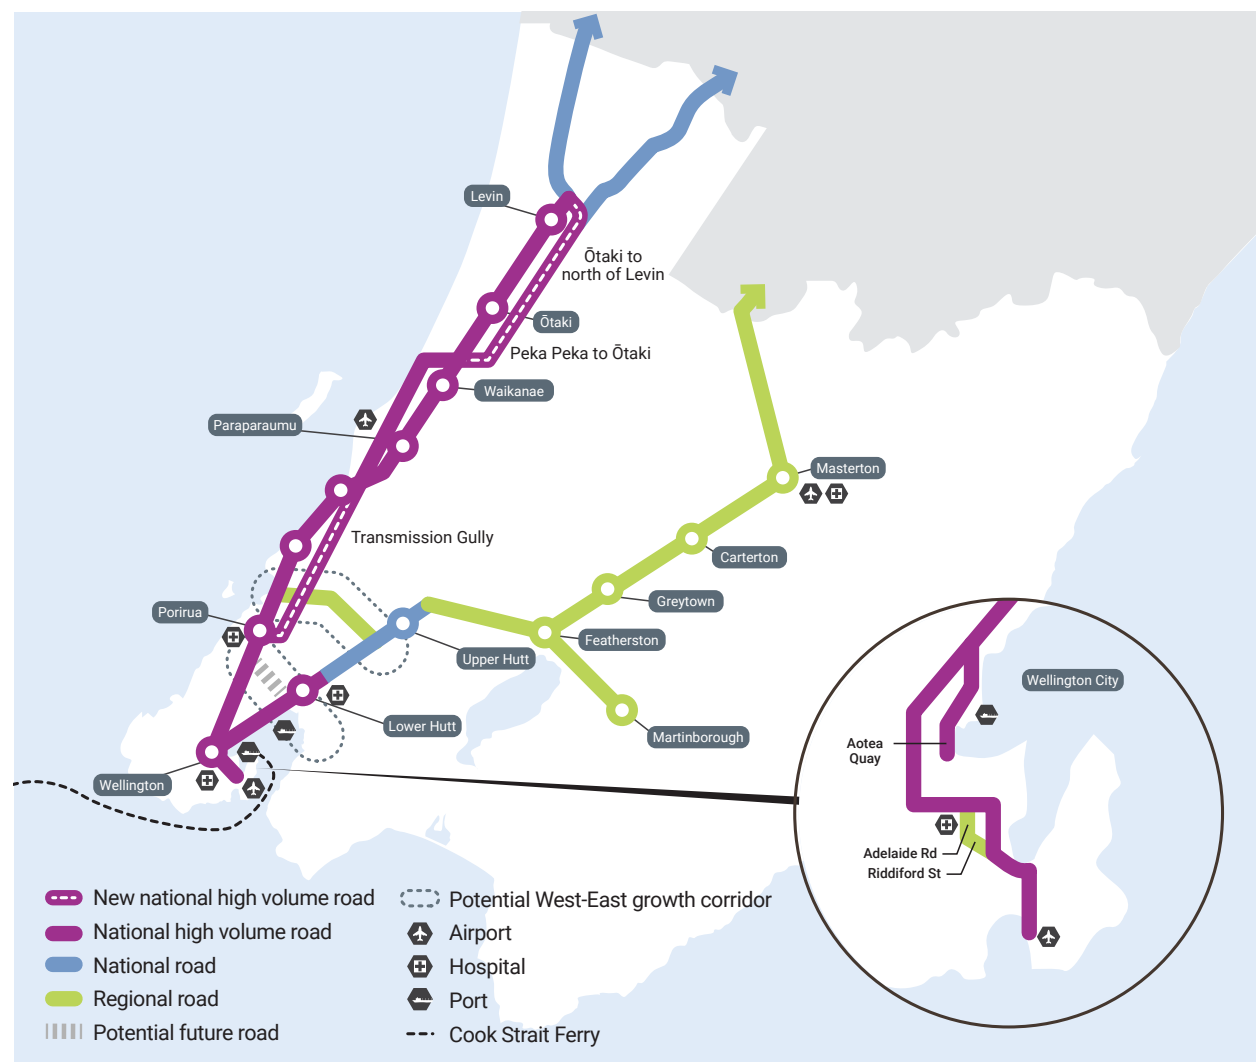 Levin
Ōtaki to
north of Levin
Ōtaki
Peka Peka to Ōtaki
Waikanae
Paraparaumu
Masterton
Transmission Gully
Carterton
Greytown
Porirua
Featherston
Upper Hutt
Wellington City
Lower Hutt
Martinborough
Aotea
Quay
Wellington
Adelaide Rd
Riddiford St
New national high volume road
National high volume road
National road
Regional road
Potential future road
Potential West-East growth corridor
Airport
Hospital
Port
Cook Strait Ferry